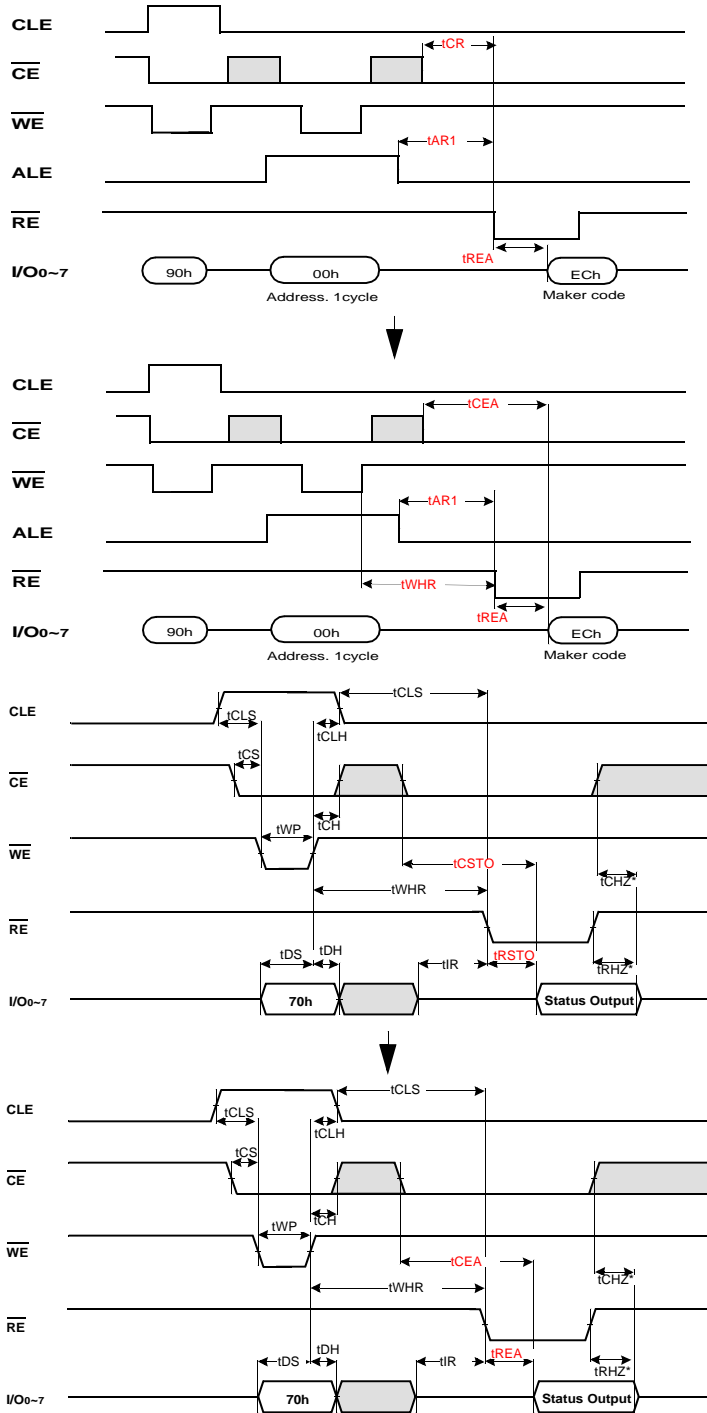 CLE
tCR
CE
WE
tAR1
ALE
RE
tREA
I/O0~7
90h
00h
ECh
Address. 1cycle
Maker code
CLE
tCEA
CE
WE
tAR1
ALE
tWHR
RE
tREA
I/O0~7
90h
00h
ECh
Address. 1cycle
Maker code
tCLS
CLE
tCLS
tCLH
tCS
CE
tCH
tWP
WE
tCSTO
tCHZ*
tWHR
RE
tDS
tDH
tIR
tRSTO
tRHZ*
I/O0~7
70h
Status Output
tCLS
CLE
tCLS
tCLH
tCS
CE
tCH
tWP
WE
tCEA
tCHZ*
tWHR
RE
tDS
tDH
tIR
tREA
tRHZ*
I/O0~7
70h
Status Output